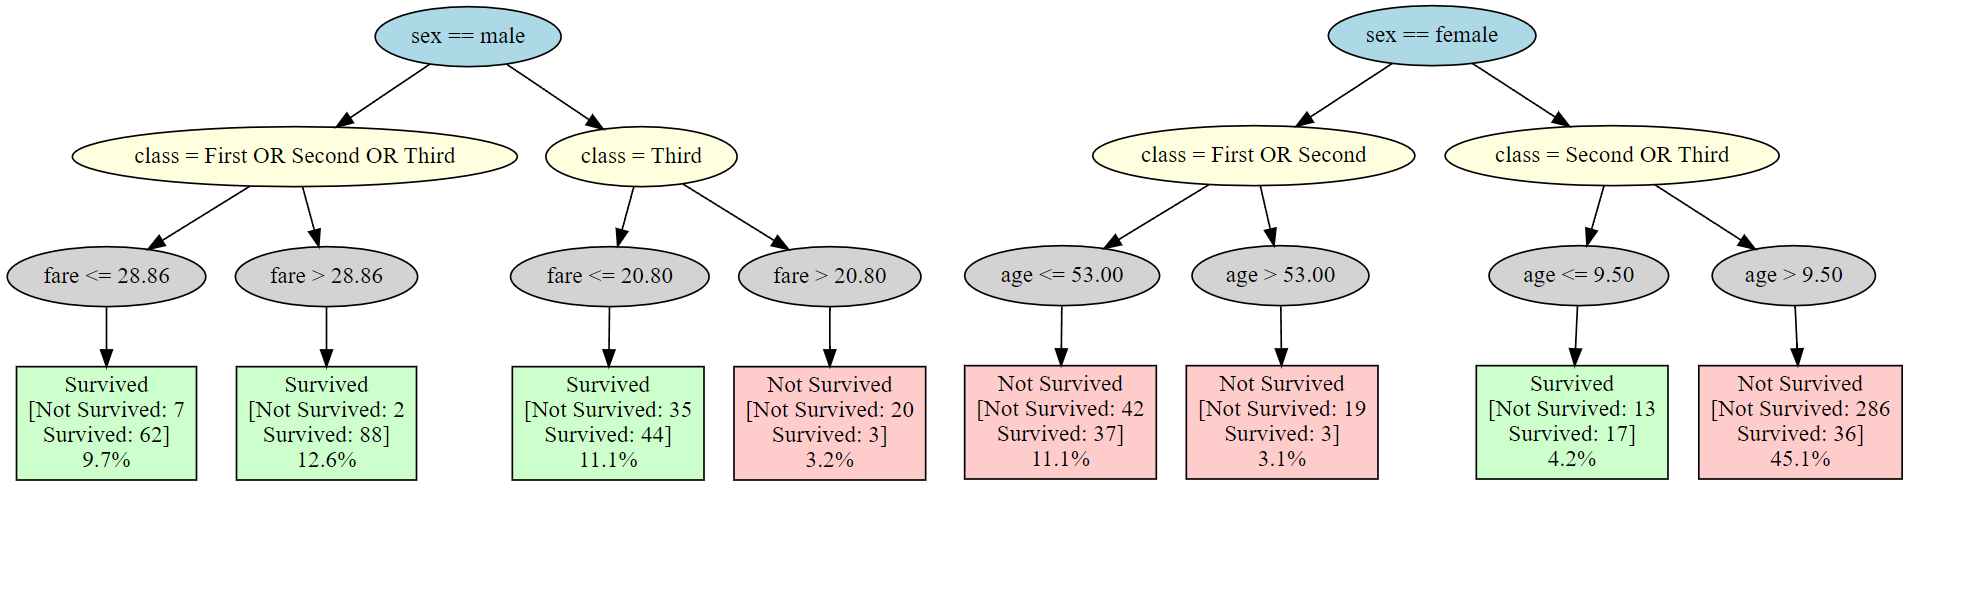 sex == male
sex == female
class = First OR Second OR Third
class = Third
class = First OR Second
class = Second OR Third
fare <= 28.86
fare > 28.86
fare <= 20.80
fare > 20.80
age <= 53.00
age > 53.00
age <= 9.50
age > 9.50
Survived
[Not Survived: 7
Survived: 62]
9.7%
Survived
[Not Survived: 2
Survived: 88]
12.6%
Survived
[Not Survived: 35
Survived: 44]
11.1%
Not Survived
[Not Survived: 20
Survived: 3]
3.2%
Not Survived
[Not Survived: 42
Survived: 37]
11.1%
Not Survived
[Not Survived: 19
Survived: 3]
3.1%
Survived
[Not Survived: 13
Survived: 17]
4.2%
Not Survived
[Not Survived: 286
Survived: 36]
45.1%